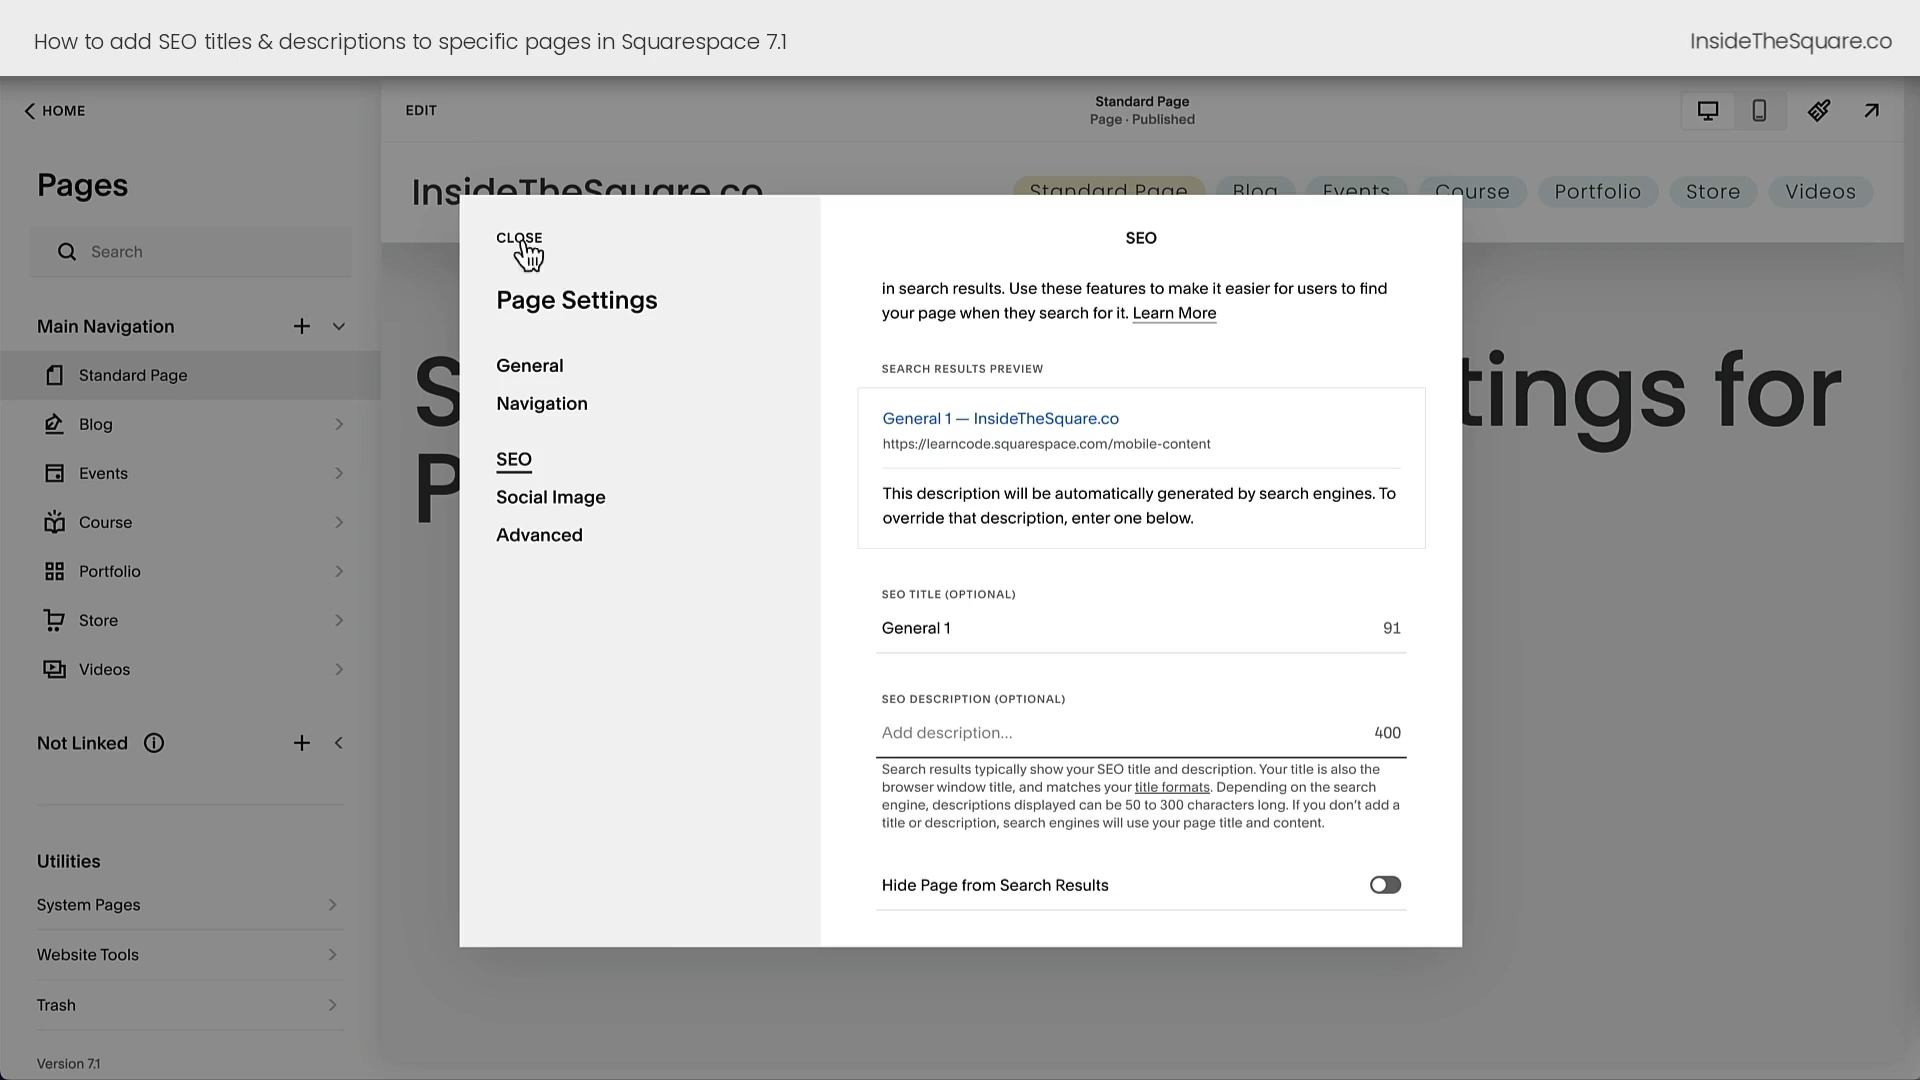 How to add SEO titles & descriptions to specific pages in Squarespace 7.1
InsideTheSquare.co
HOME
EDIT
Standard Page
Page · Published
Pages
Search
Main Navigation
Standard Page
Blog
Events
Course
Portfolio
Store
Videos
Not Linked
Utilities
System Pages
Website Tools
Trash
Version 7.1
InsideTheSquare.co
Standard Page
Blog
Events
Course
Portfolio
Store
Videos
S
tings for
P
CLOSE
Page Settings
General
Navigation
SEO
Social Image
Advanced
SEO
in search results. Use these features to make it easier for users to find
your page when they search for it. Learn More
SEARCH RESULTS PREVIEW
General 1 — InsideTheSquare.co
https://learncode.squarespace.com/mobile-content
This description will be automatically generated by search engines. To
override that description, enter one below.
SEO TITLE (OPTIONAL)
General 1 91
SEO DESCRIPTION (OPTIONAL)
Add description... 400
Search results typically show your SEO title and description. Your title is also the
browser window title, and matches your title formats. Depending on the search
engine, descriptions displayed can be 50 to 300 characters long. If you don't add a
title or description, search engines will use your page title and content.
Hide Page from Search Results